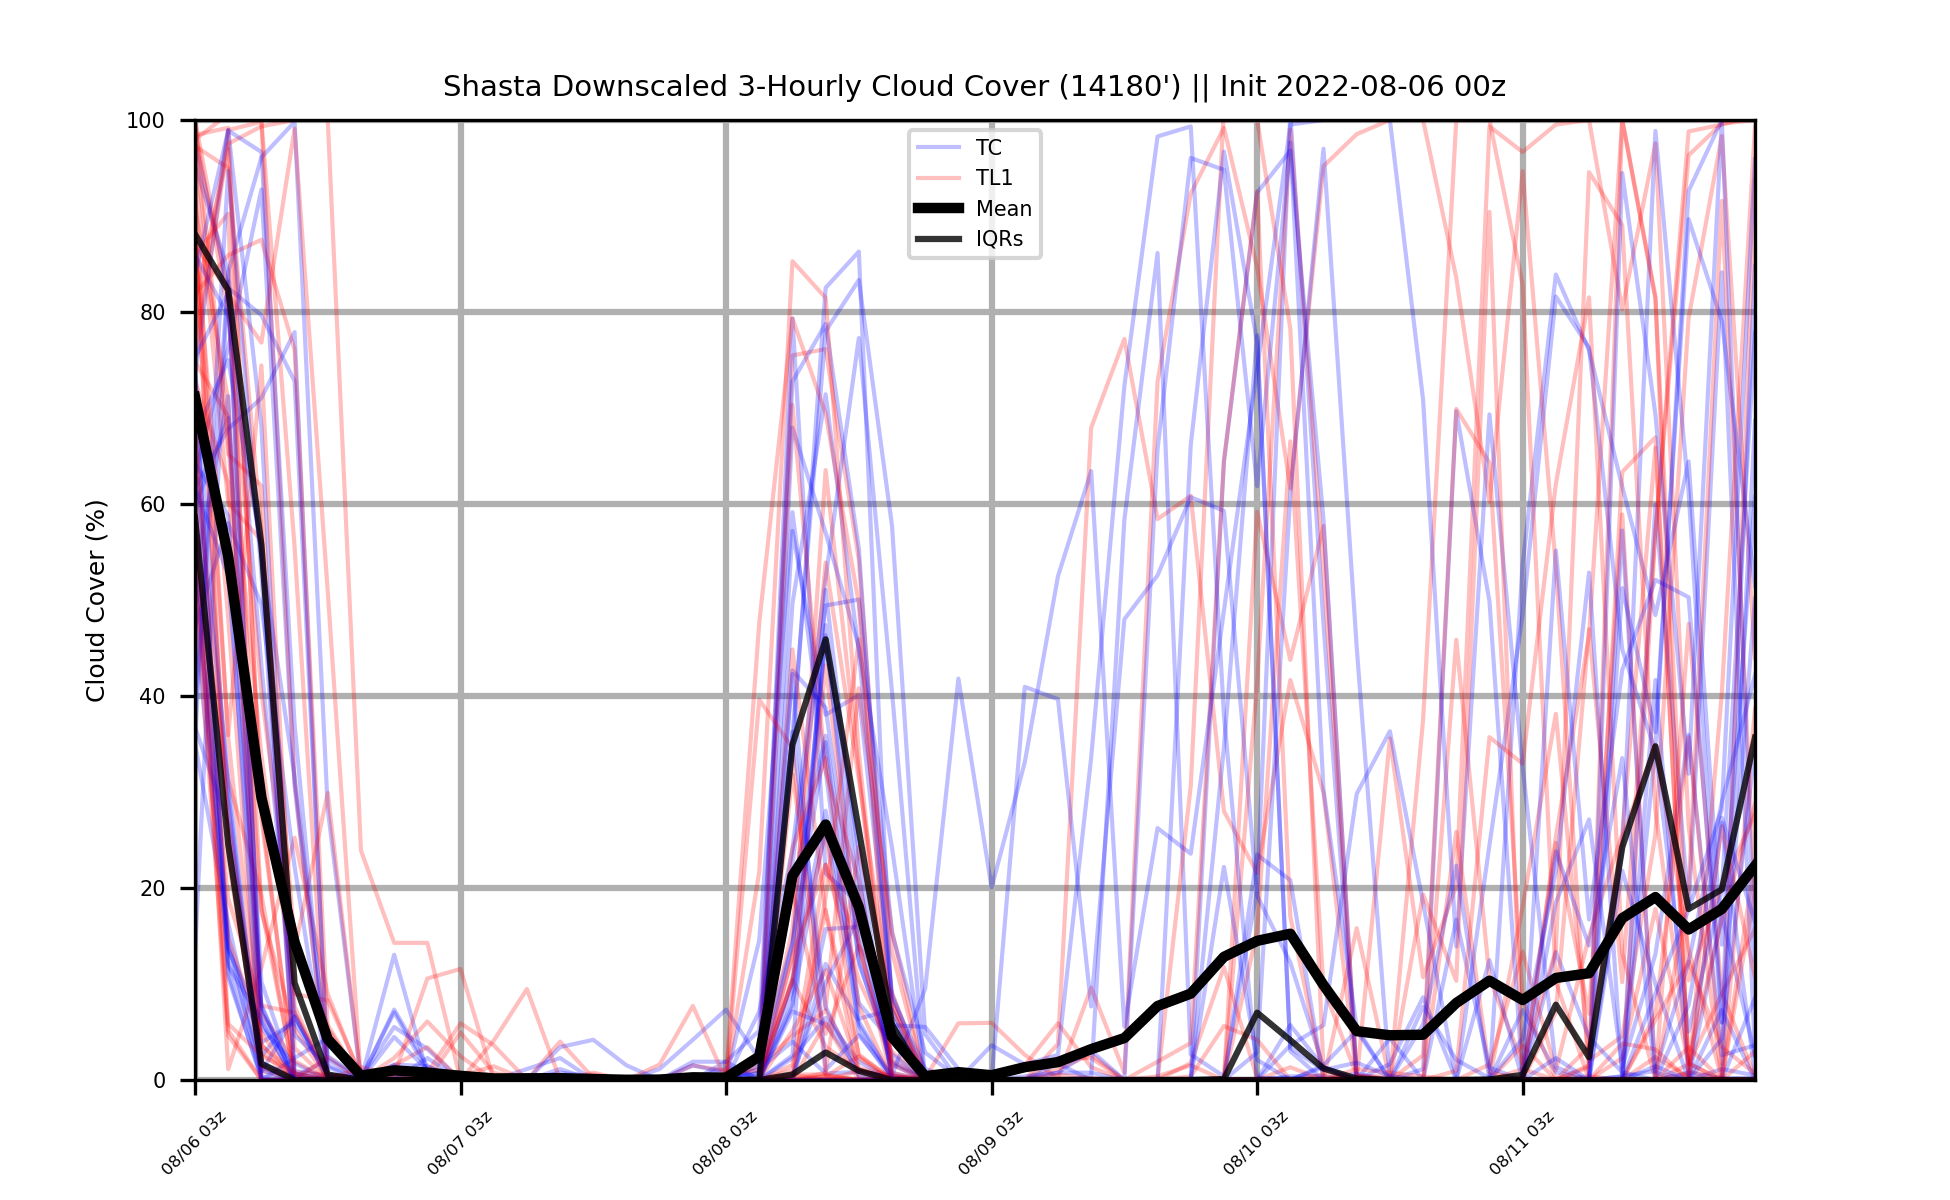 Shasta Downscaled 3-Hourly Cloud Cover (14180') || Init 2022-08-06 00z
TC
TL1
Mean
IQRs
Cloud Cover (%)
100
80
60
40
20
0
08/06 03z
08/07 03z
08/08 03z
08/09 03z
08/10 03z
08/11 03z